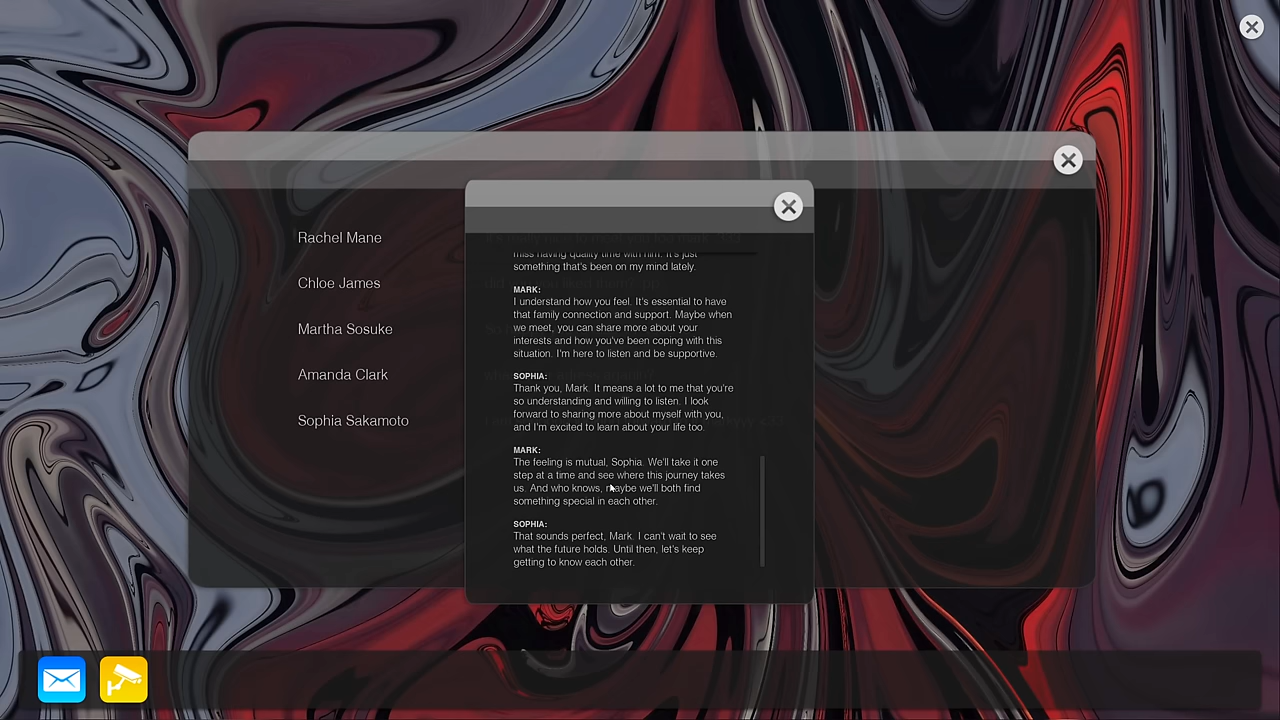 Rachel Mane
Chloe James
Martha Sosuke
Amanda Clark
Sophia Sakamoto
miss having quality time with him. It's just
something that's been on my mind lately.
MARK:
I understand how you feel. It's essential to have
that family connection and support. Maybe when
we meet, you can share more about your
interests and how you've been coping with this
situation. I'm here to listen and be supportive.
SOPHIA:
Thank you, Mark. It means a lot to me that you're
so understanding and willing to listen. I look
forward to sharing more about myself with you,
and I'm excited to learn about your life too.
MARK:
The feeling is mutual, Sophia. We'll take it one
step at a time and see where this journey takes
us. And who knows, maybe we'll both find
something special in each other.
SOPHIA:
That sounds perfect, Mark. I can't wait to see
what the future holds. Until then, let's keep
getting to know each other.